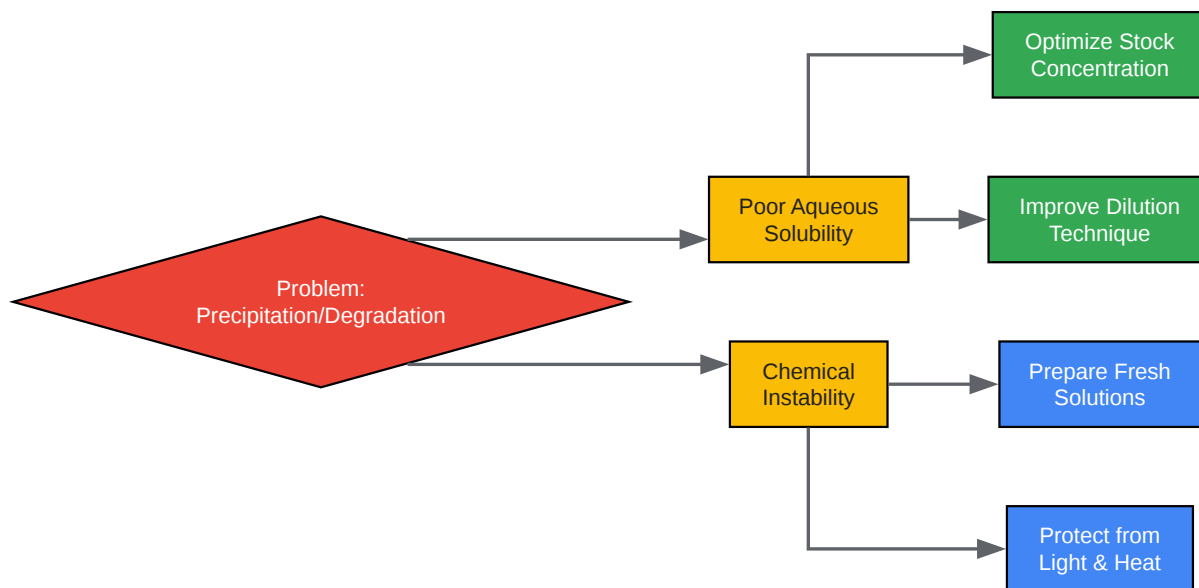 Optimize Stock
Concentration
Poor Aqueous
Solubility
Improve Dilution
Technique
Problem:
Precipitation/Degradation
Chemical
Instability
Prepare Fresh
Solutions
Protect from
Light & Heat